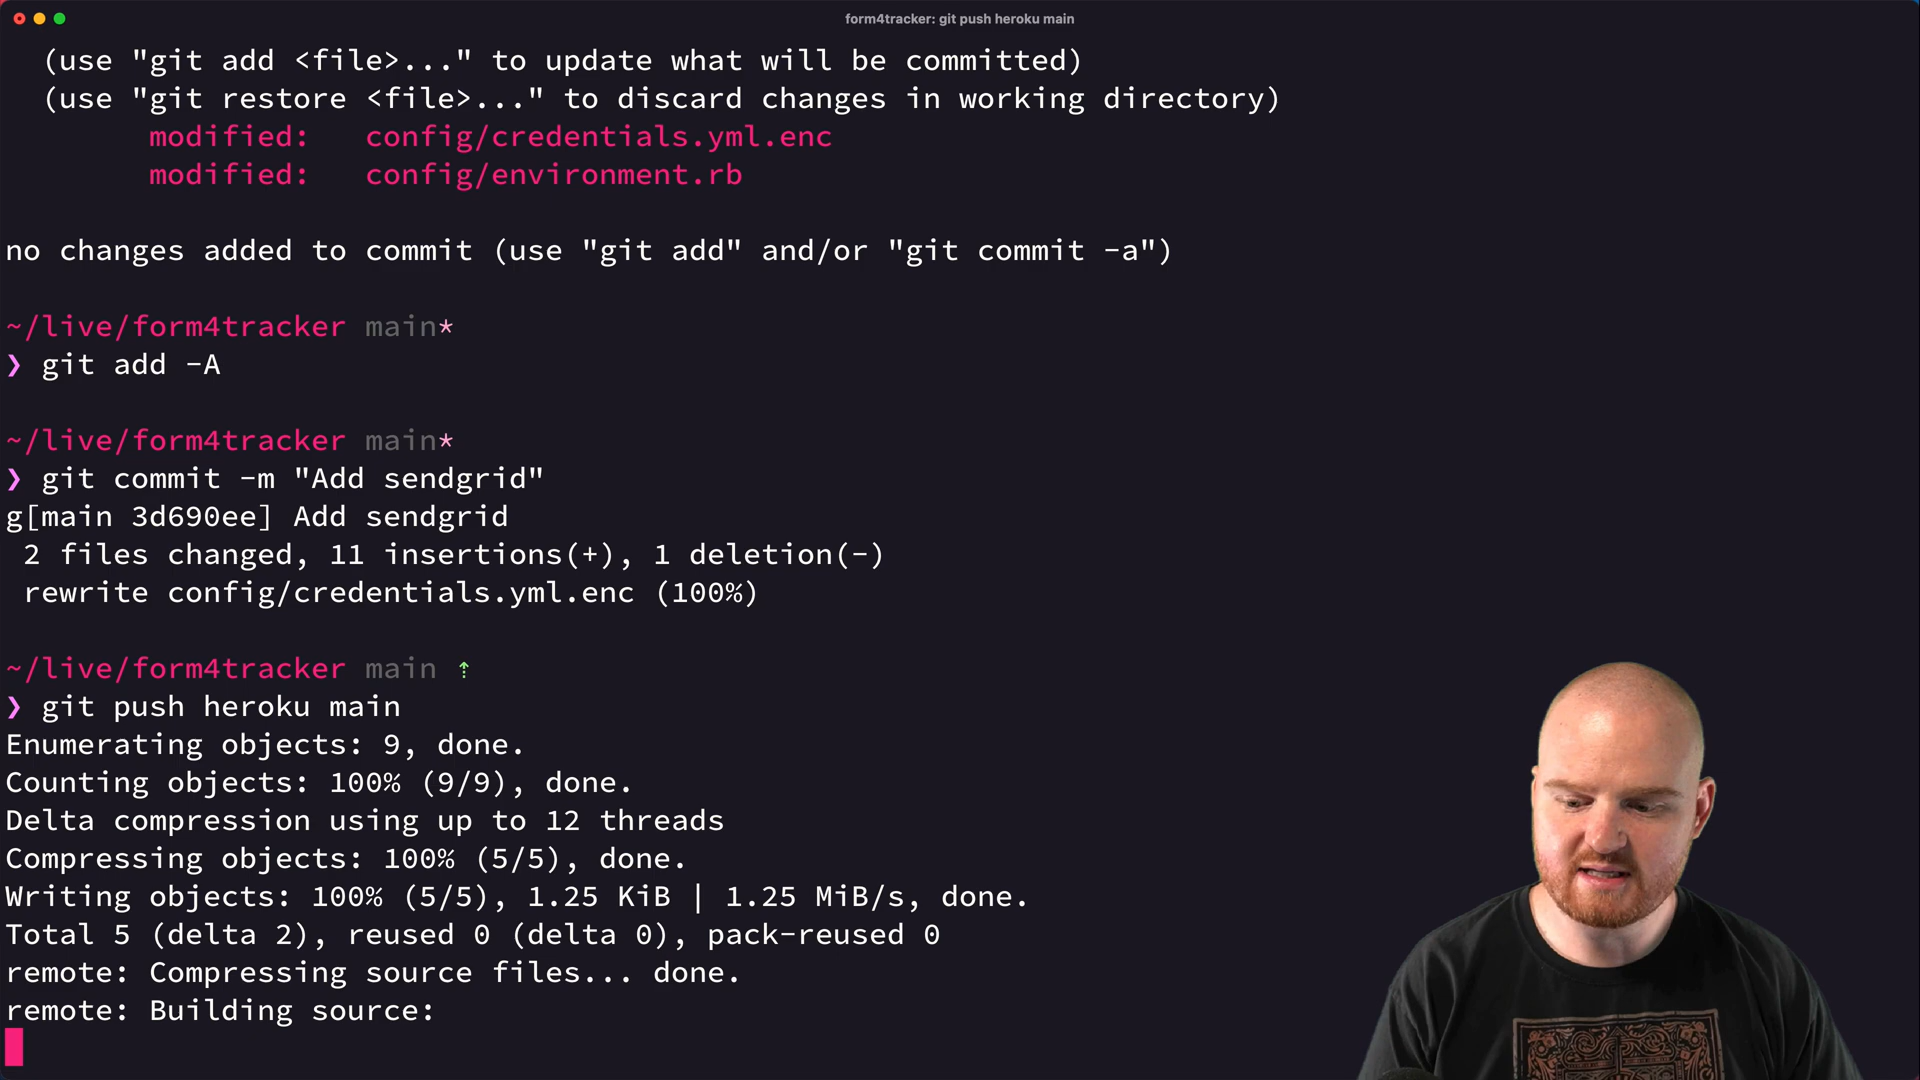 form4tracker: git push heroku main
(use "git add <file>..." to update what will be committed)
(use "git restore <file>..." to discard changes in working directory)
modified:   config/credentials.yml.enc
modified:   config/environment.rb
no changes added to commit (use "git add" and/or "git commit -a")
~/live/form4tracker main*
❯ git add -A
~/live/form4tracker main*
❯ git commit -m "Add sendgrid"
g[main 3d690ee] Add sendgrid
2 files changed, 11 insertions(+), 1 deletion(-)
rewrite config/credentials.yml.enc (100%)
~/live/form4tracker main ⇡
❯ git push heroku main
Enumerating objects: 9, done.
Counting objects: 100% (9/9), done.
Delta compression using up to 12 threads
Compressing objects: 100% (5/5), done.
Writing objects: 100% (5/5), 1.25 KiB | 1.25 MiB/s, done.
Total 5 (delta 2), reused 0 (delta 0), pack-reused 0
remote: Compressing source files... done.
remote: Building source: